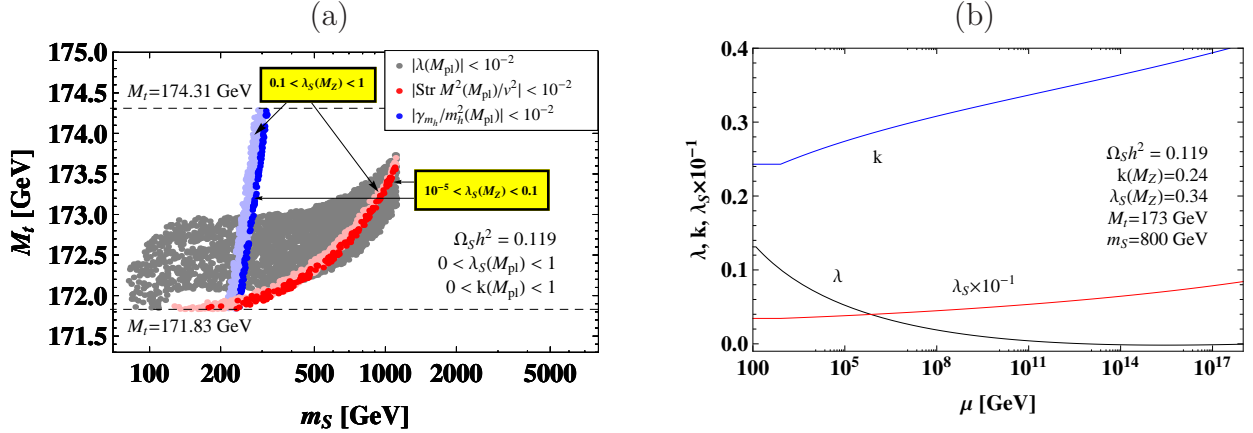 (a)
175.0
174.5
174.0
173.5
173.0
172.5
172.0
171.5
M_t [GeV]
M_t=174.31 GeV
0.1 < λ_S(M_Z) < 1
|λ(M_pl)| < 10^-2
|Str M^2(M_pl)/v^2| < 10^-2
|γ_{m_h}/m_h^2(M_pl)| < 10^-2
10^-5 < λ_S(M_Z) < 0.1
Ω_S h^2 = 0.119
0 < λ_S(M_pl) < 1
0 < k(M_pl) < 1
M_t=171.83 GeV
100 200 500 1000 2000 5000
m_S [GeV]
(b)
0.4
0.3
0.2
0.1
0.0
λ, k, λ_S×10^-1
k
Ω_S h^2 = 0.119
k(M_Z)=0.24
λ_S(M_Z)=0.34
M_t=173 GeV
m_S=800 GeV
λ
λ_S×10^-1
100 10^5 10^8 10^11 10^14 10^17
μ [GeV]